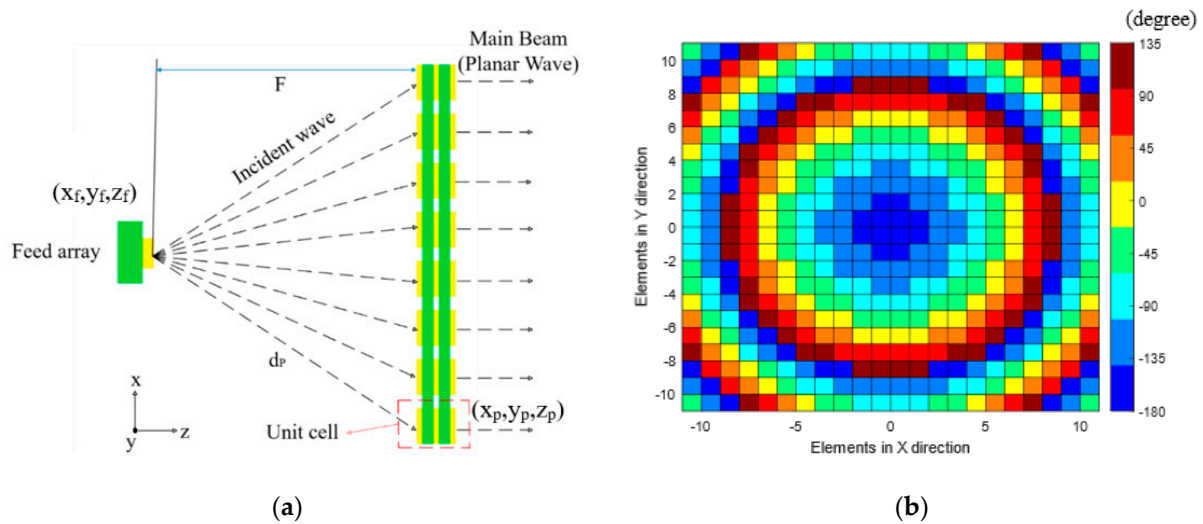 Main Beam
(Planar Wave)
F
Incident wave
(xf,yf,zf)
Feed array
dP
(xp,yp,zp)
Unit cell
x
y
z
(a)
(degree)
Elements in Y direction
10
8
6
4
2
0
-2
-4
-6
-8
-10
-10
-5
0
5
10
Elements in X direction
135
90
45
0
-45
-90
-135
-180
(b)